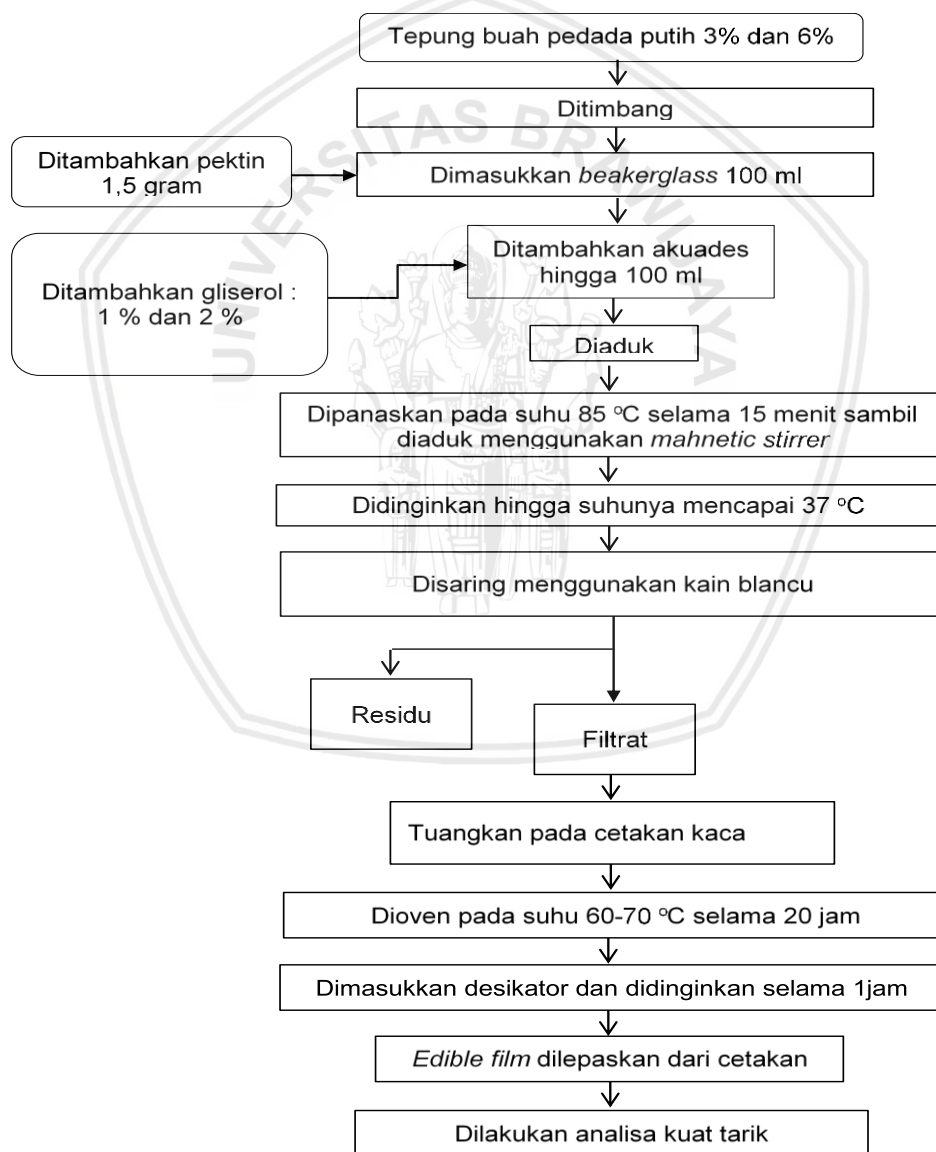 Tepung buah pedada putih 3% dan 6%
Ditimbang
Ditambahkan pektin
1,5 gram
Dimasukkan beakerglass 100 ml
Ditambahkan gliserol :
1 % dan 2 %
Ditambahkan akuades
hingga 100 ml
Diaduk
Dipanaskan pada suhu 85 °C selama 15 menit sambil
diaduk menggunakan mahnetic stirrer
Didinginkan hingga suhunya mencapai 37 °C
Disaring menggunakan kain blancu
Residu
Filtrat
Tuangkan pada cetakan kaca
Dioven pada suhu 60-70 °C selama 20 jam
Dimasukkan desikator dan didinginkan selama 1jam
Edible film dilepaskan dari cetakan
Dilakukan analisa kuat tarik
UNIVERSITAS BRAWIJAYA